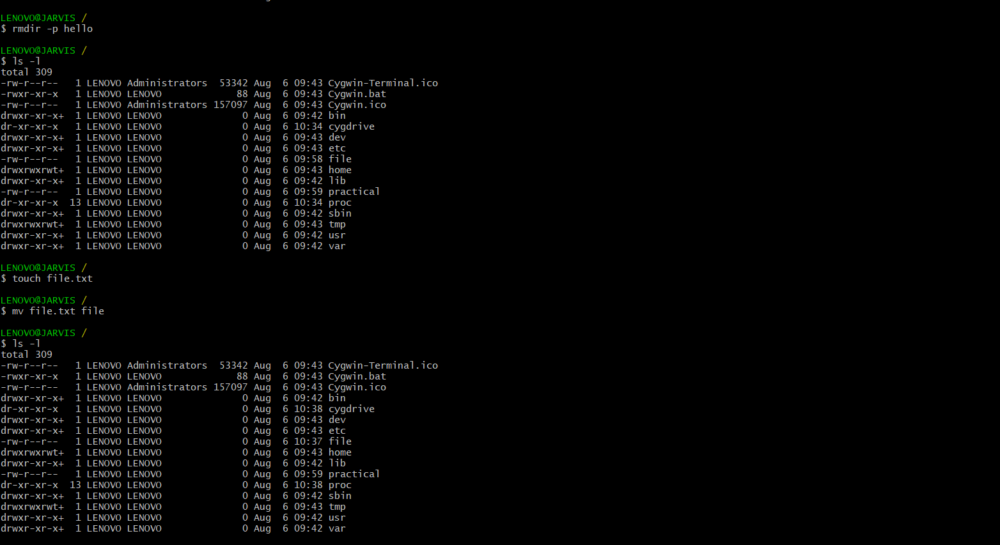 LENOVO@JARVIS /
$ rmdir -p hello
LENOVO@JARVIS /
$ ls -l
total 309
-rw-r--r--   1 LENOVO Administrators  53342 Aug  6 09:43 Cygwin-Terminal.ico
-rwxr-xr-x   1 LENOVO LENOVO             88 Aug  6 09:43 Cygwin.bat
-rw-r--r--   1 LENOVO Administrators 157097 Aug  6 09:43 Cygwin.ico
drwxr-xr-x+  1 LENOVO LENOVO              0 Aug  6 09:42 bin
dr-xr-xr-x   1 LENOVO LENOVO              0 Aug  6 10:34 cygdrive
drwxr-xr-x+  1 LENOVO LENOVO              0 Aug  6 09:43 dev
drwxr-xr-x+  1 LENOVO LENOVO              0 Aug  6 09:43 etc
-rw-r--r--   1 LENOVO LENOVO              0 Aug  6 09:58 file
drwxrwxrwt+  1 LENOVO LENOVO              0 Aug  6 09:43 home
drwxr-xr-x+  1 LENOVO LENOVO              0 Aug  6 09:42 lib
-rw-r--r--   1 LENOVO LENOVO              0 Aug  6 09:59 practical
dr-xr-xr-x  13 LENOVO LENOVO              0 Aug  6 10:34 proc
drwxr-xr-x+  1 LENOVO LENOVO              0 Aug  6 09:42 sbin
drwxrwxrwt+  1 LENOVO LENOVO              0 Aug  6 09:43 tmp
drwxr-xr-x+  1 LENOVO LENOVO              0 Aug  6 09:42 usr
drwxr-xr-x+  1 LENOVO LENOVO              0 Aug  6 09:42 var
LENOVO@JARVIS /
$ touch file.txt
LENOVO@JARVIS /
$ mv file.txt file
LENOVO@JARVIS /
$ ls -l
total 309
-rw-r--r--   1 LENOVO Administrators  53342 Aug  6 09:43 Cygwin-Terminal.ico
-rwxr-xr-x   1 LENOVO LENOVO             88 Aug  6 09:43 Cygwin.bat
-rw-r--r--   1 LENOVO Administrators 157097 Aug  6 09:43 Cygwin.ico
drwxr-xr-x+  1 LENOVO LENOVO              0 Aug  6 09:42 bin
dr-xr-xr-x   1 LENOVO LENOVO              0 Aug  6 10:38 cygdrive
drwxr-xr-x+  1 LENOVO LENOVO              0 Aug  6 09:43 dev
drwxr-xr-x+  1 LENOVO LENOVO              0 Aug  6 09:43 etc
-rw-r--r--   1 LENOVO LENOVO              0 Aug  6 10:37 file
drwxrwxrwt+  1 LENOVO LENOVO              0 Aug  6 09:43 home
drwxr-xr-x+  1 LENOVO LENOVO              0 Aug  6 09:42 lib
-rw-r--r--   1 LENOVO LENOVO              0 Aug  6 09:59 practical
dr-xr-xr-x  13 LENOVO LENOVO              0 Aug  6 10:38 proc
drwxr-xr-x+  1 LENOVO LENOVO              0 Aug  6 09:42 sbin
drwxrwxrwt+  1 LENOVO LENOVO              0 Aug  6 09:43 tmp
drwxr-xr-x+  1 LENOVO LENOVO              0 Aug  6 09:42 usr
drwxr-xr-x+  1 LENOVO LENOVO              0 Aug  6 09:42 var